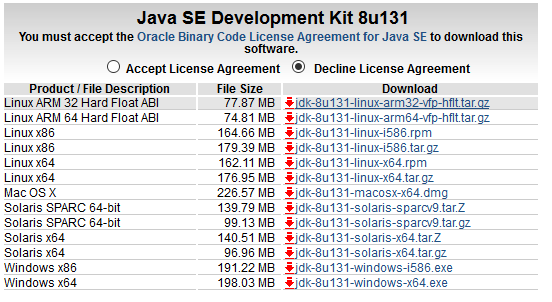 Java SE Development Kit 8u131
You must accept the Oracle Binary Code License Agreement for Java SE to download this
software.
Accept License Agreement Decline License Agreement
Product / File Description File Size Download
Linux ARM 32 Hard Float ABI 77.87 MB jdk-8u131-linux-arm32-vfp-hflt.tar.gz
Linux ARM 64 Hard Float ABI 74.81 MB jdk-8u131-linux-arm64-vfp-hflt.tar.gz
Linux x86 164.66 MB jdk-8u131-linux-i586.rpm
Linux x86 179.39 MB jdk-8u131-linux-i586.tar.gz
Linux x64 162.11 MB jdk-8u131-linux-x64.rpm
Linux x64 176.95 MB jdk-8u131-linux-x64.tar.gz
Mac OS X 226.57 MB jdk-8u131-macosx-x64.dmg
Solaris SPARC 64-bit 139.79 MB jdk-8u131-solaris-sparcv9.tar.Z
Solaris SPARC 64-bit 99.13 MB jdk-8u131-solaris-sparcv9.tar.gz
Solaris x64 140.51 MB jdk-8u131-solaris-x64.tar.Z
Solaris x64 96.96 MB jdk-8u131-solaris-x64.tar.gz
Windows x86 191.22 MB jdk-8u131-windows-i586.exe
Windows x64 198.03 MB jdk-8u131-windows-x64.exe